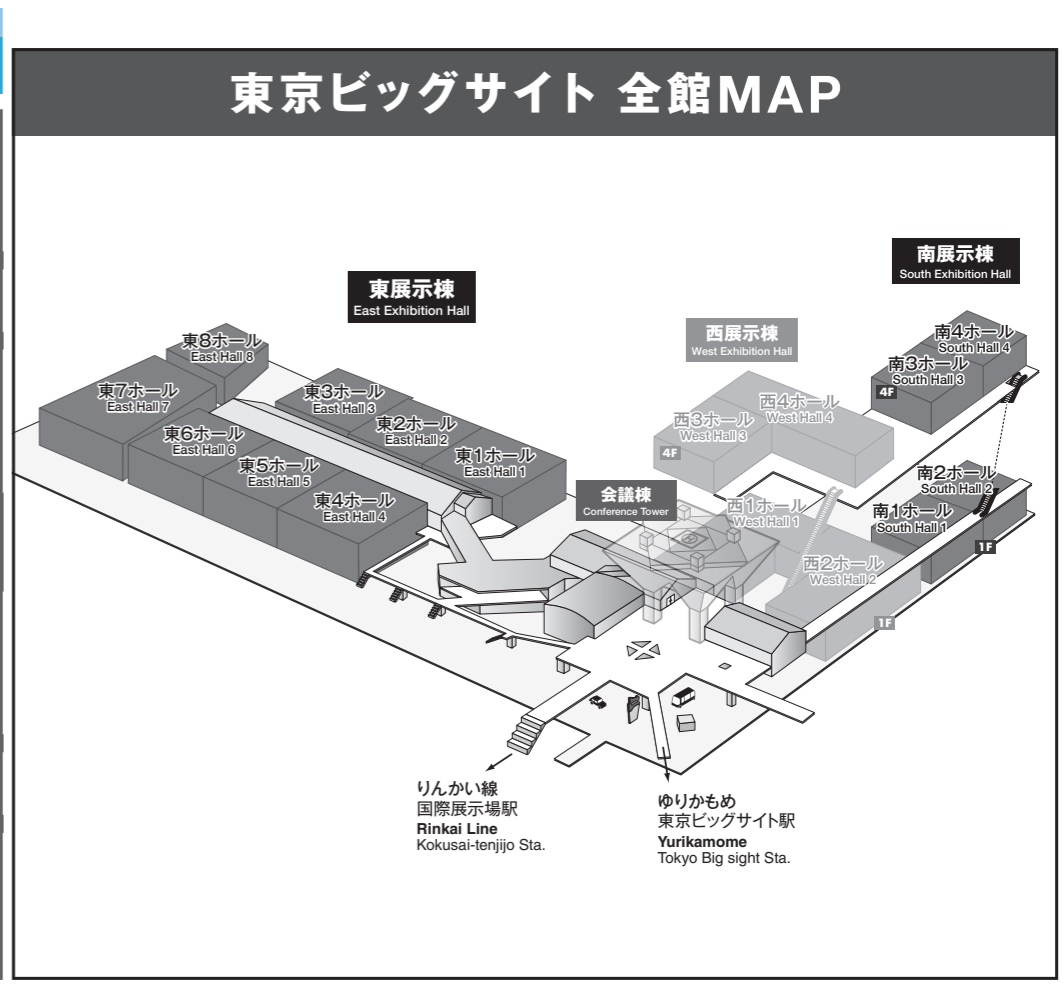 東京ビッグサイト 全館MAP
南展示棟
South Exhibition Hall
東展示棟
East Exhibition Hall
西展示棟
West Exhibition Hall
東8ホール
East Hall 8
東7ホール
East Hall 7
東3ホール
East Hall 3
東2ホール
East Hall 2
東1ホール
East Hall 1
東6ホール
East Hall 6
東5ホール
East Hall 5
東4ホール
East Hall 4
南4ホール
South Hall 4
南3ホール
South Hall 3
4F
西4ホール
West Hall 4
西3ホール
West Hall 3
4F
会議棟
Conference Tower
西1ホール
West Hall 1
西2ホール
West Hall 2
1F
南2ホール
South Hall 2
南1ホール
South Hall 1
1F
りんかい線
国際展示場駅
Rinkai Line
Kokusai-tenjijo Sta.
ゆりかもめ
東京ビッグサイト駅
Yurikamome
Tokyo Big sight Sta.